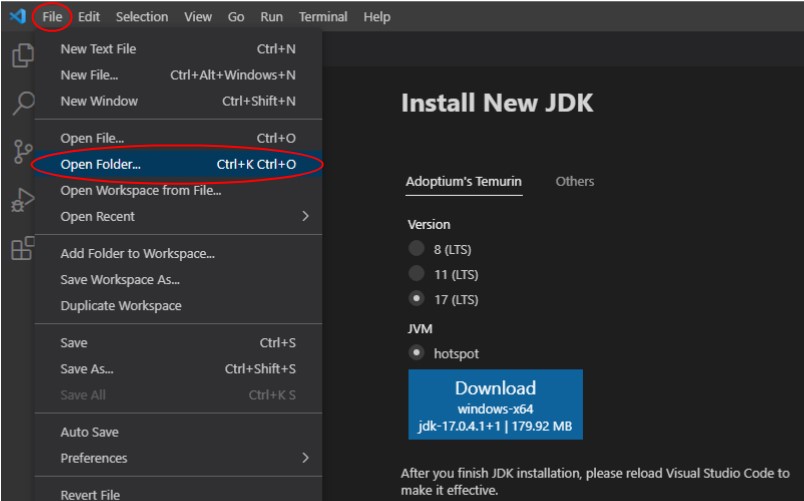 File Edit Selection View Go Run Terminal Help
New Text File Ctrl+N
New File... Ctrl+Alt+Windows+N
New Window Ctrl+Shift+N
Open File... Ctrl+O
Open Folder... Ctrl+K Ctrl+O
Open Workspace from File...
Open Recent
Add Folder to Workspace...
Save Workspace As...
Duplicate Workspace
Save Ctrl+S
Save As... Ctrl+Shift+S
Save All Ctrl+K S
Auto Save
Preferences
Revert File
Install New JDK
Adoptium's Temurin Others
Version
8 (LTS)
11 (LTS)
17 (LTS)
JVM
hotspot
Download
windows-x64
jdk-17.0.4.1+1 | 179.92 MB
After you finish JDK installation, please reload Visual Studio Code to
make it effective.